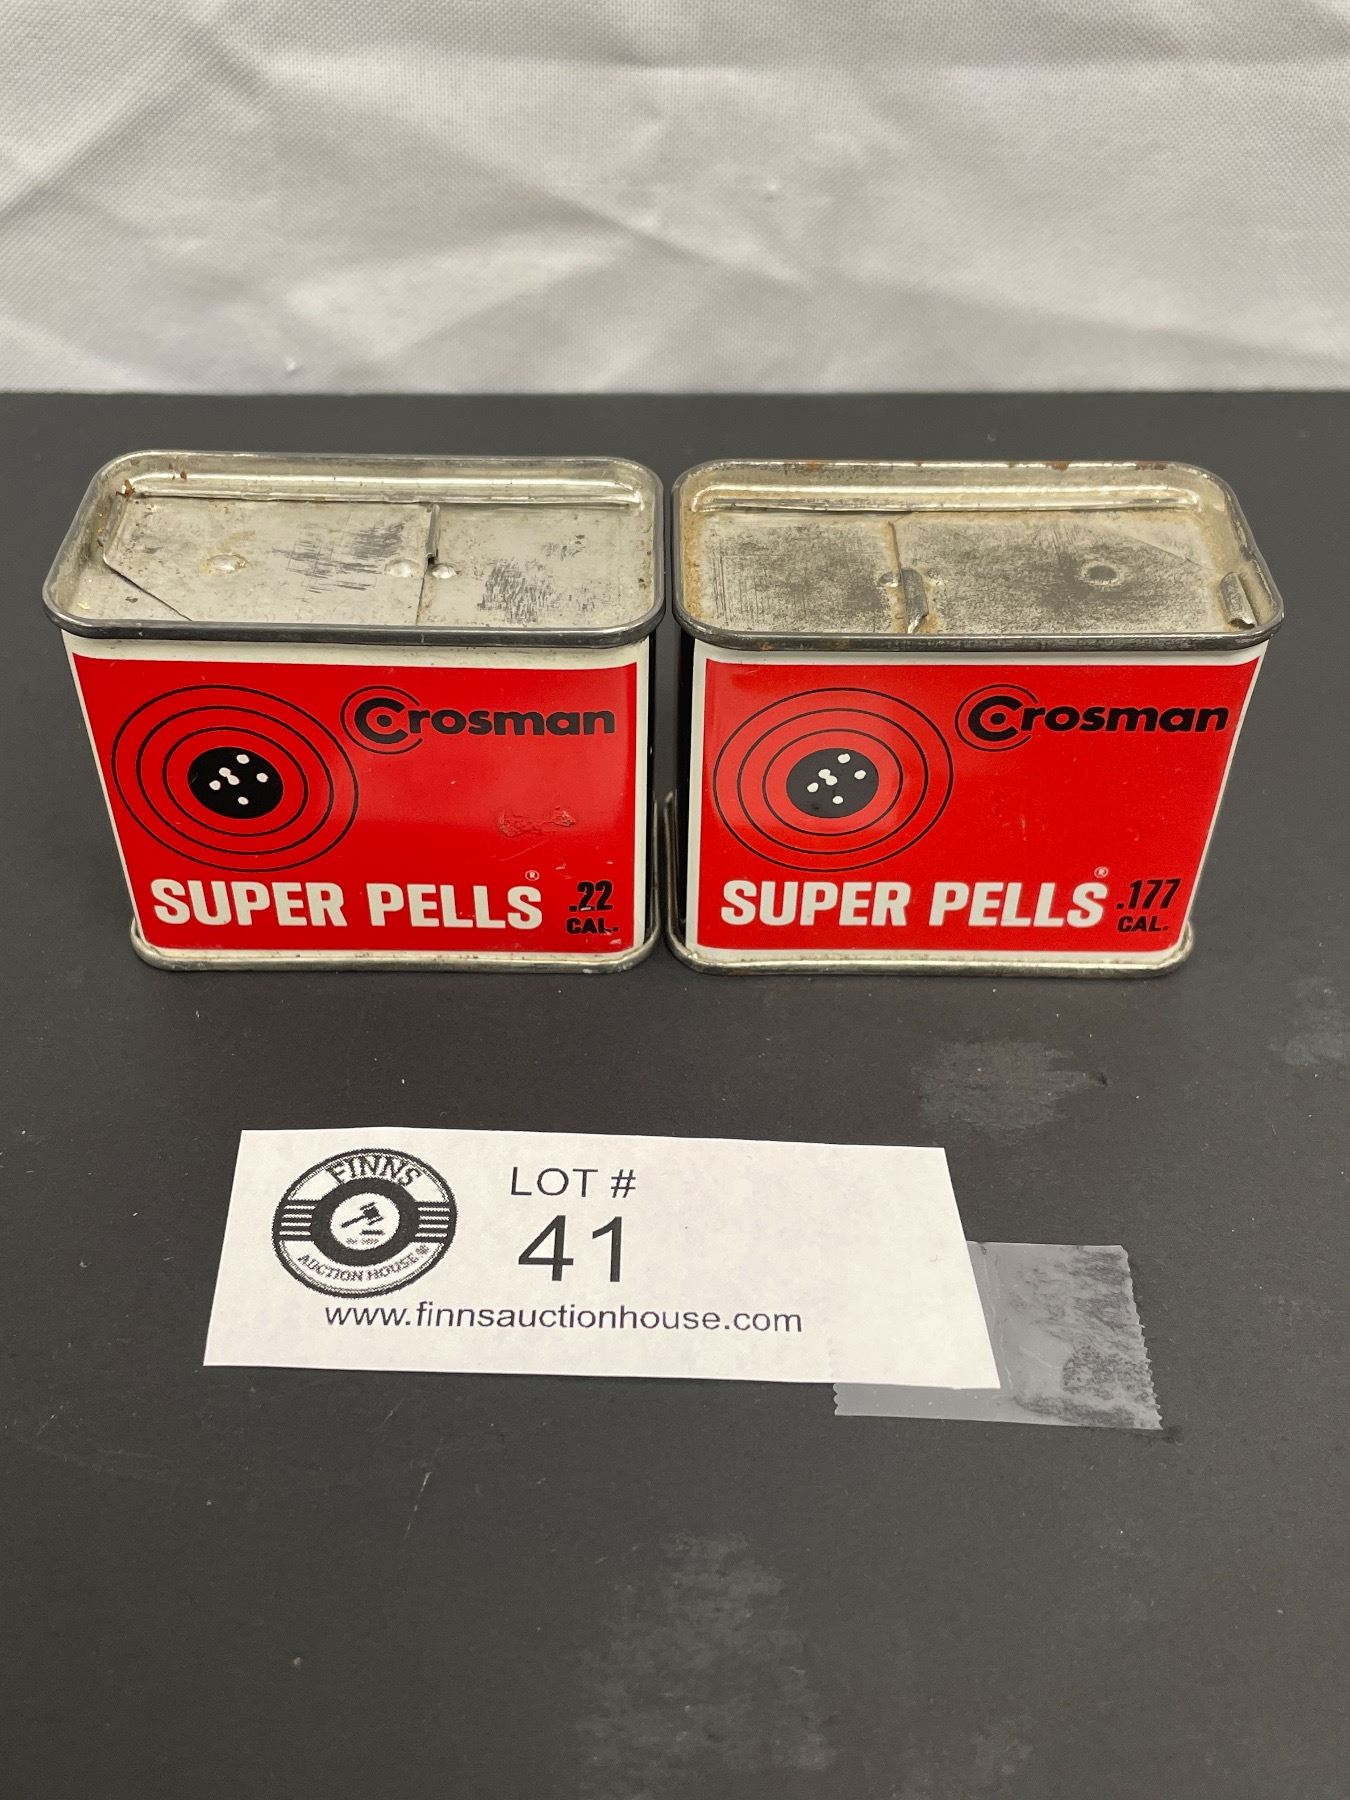 Crosman
SUPER PELLS® .22
CAL.
Crosman
SUPER PELLS® .177
CAL.
FINNS
AUCTION HOUSE
LOT #
41
www.finnsauctionhouse.com